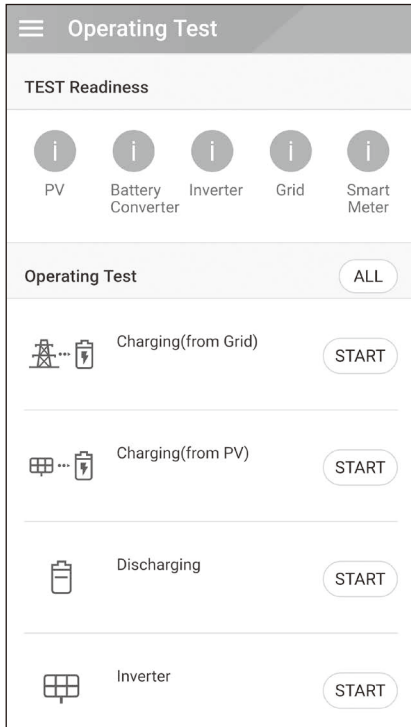 Operating Test
TEST Readiness
i i i i i
PV Battery Converter Inverter Grid Smart Meter
Operating Test ALL
Charging(from Grid) START
Charging(from PV) START
Discharging START
Inverter START